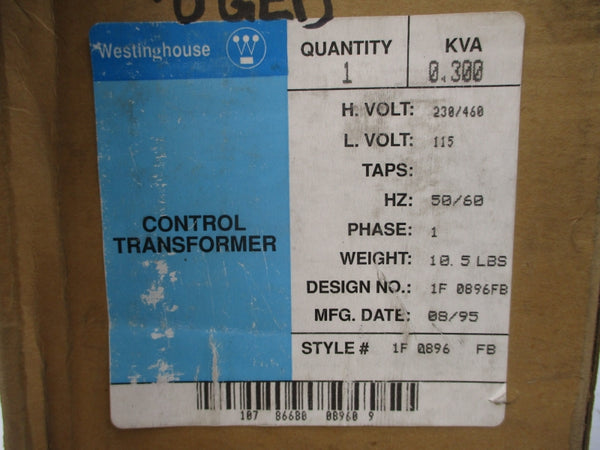 Westinghouse
QUANTITY
1
KVA
0.300
H. VOLT: 230/460
L. VOLT: 115
TAPS:
HZ: 50/60
PHASE: 1
WEIGHT: 10.5 LBS
DESIGN NO.: 1F 0896FB
MFG. DATE: 08/95
STYLE # 1F 0896 FB
CONTROL
TRANSFORMER
107 86680 08960 9